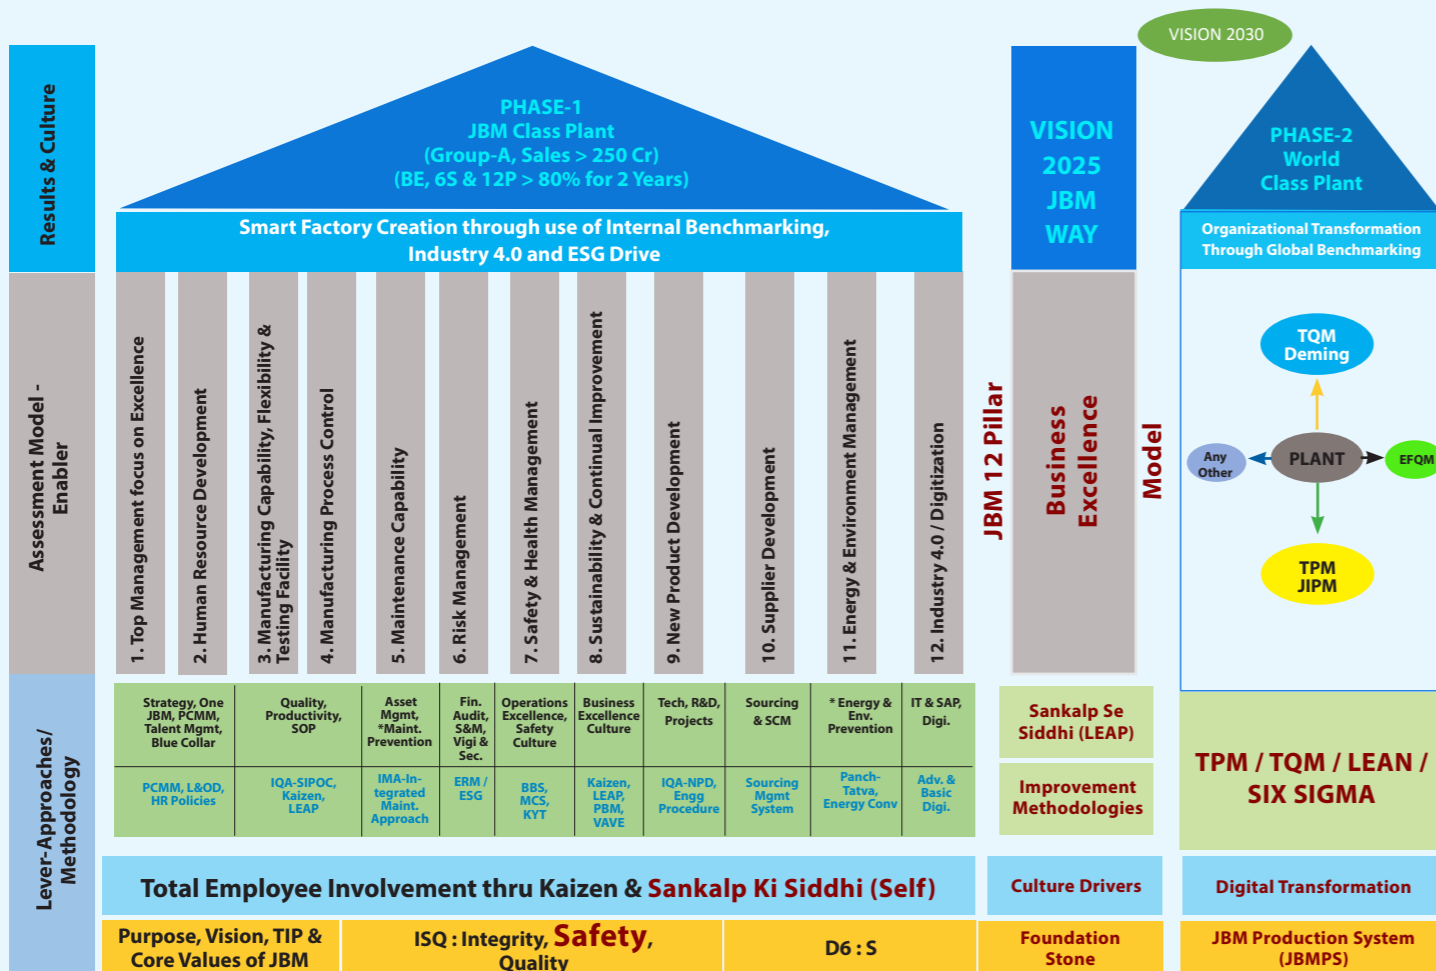 VISION 2030
Results & Culture
PHASE-1
JBM Class Plant
(Group-A, Sales > 250 Cr)
(BE, 6S & 12P > 80% for 2 Years)
Smart Factory Creation through use of Internal Benchmarking,
Industry 4.0 and ESG Drive
VISION
2025
JBM
WAY
PHASE-2
World
Class Plant
Organizational Transformation
Through Global Benchmarking
Assessment Model -
Enabler
1. Top Management focus on Excellence
2. Human Resource Development
3. Manufacturing Capability, Flexibility &
Testing Facility
4. Manufacturing Process Control
5. Maintenance Capability
6. Risk Management
7. Safety & Health Management
8. Sustainability & Continual Improvement
9. New Product Development
10. Supplier Development
11. Energy & Environment Management
12. Industry 4.0 / Digitization
JBM 12 Pillar
Business
Excellence
Model
TQM
Deming
Any
Other
PLANT
EFQM
TPM
JIPM
Lever-Approaches/
Methodology
Strategy, One
JBM, PCMM,
Talent Mgmt,
Blue Collar
Quality,
Productivity,
SOP
Asset
Mgmt,
*Maint.
Prevention
Fin.
Audit,
S&M,
Vigi &
Sec.
Operations
Excellence,
Safety
Culture
Business
Excellence
Culture
Tech, R&D,
Projects
Sourcing
& SCM
* Energy &
Env.
Prevention
IT & SAP,
Digi.
Sankalp Se
Siddhi (LEAP)
PCMM, L&OD,
HR Policies
IQA-SIPOC,
Kaizen,
LEAP
IMA-In-
tegrated
Maint.
Approach
ERM /
ESG
BBS,
MCS,
KYT
Kaizen,
LEAP,
PBM,
VAVE
IQA-NPD,
Engg
Procedure
Sourcing
Mgmt
System
Panch-
Tatva,
Energy Conv
Adv. &
Basic
Digi.
Improvement
Methodologies
TPM / TQM / LEAN /
SIX SIGMA
Total Employee Involvement thru Kaizen & Sankalp Ki Siddhi (Self)
Culture Drivers
Digital Transformation
Purpose, Vision, TIP &
Core Values of JBM
ISQ : Integrity, Safety,
Quality
D6 : S
Foundation
Stone
JBM Production System
(JBMPS)